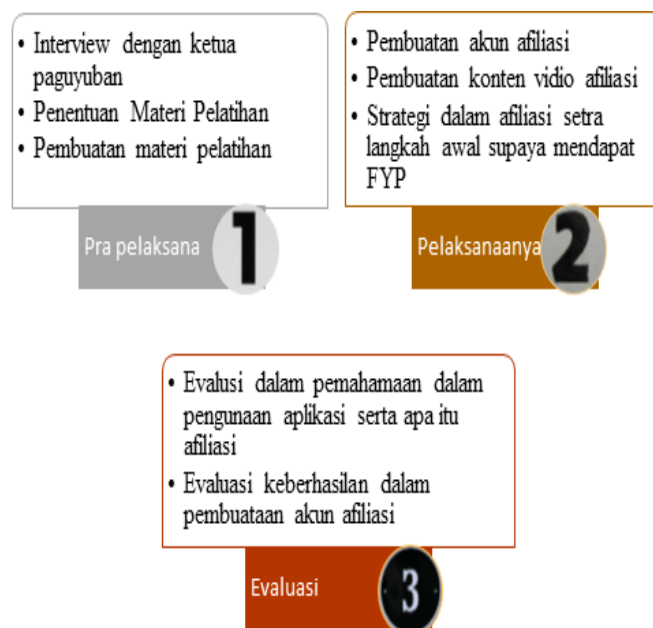 • Interview dengan ketua
paguyuban
• Penentuan Materi Pelatihan
• Pembuatan materi pelatihan
Pra pelaksana 1
• Pembuatan akun afiliasi
• Pembuatan konten vidio afiliasi
• Strategi dalam afiliasi setra
langkah awal supaya mendapat
FYP
Pelaksanaanya 2
• Evalusi dalam pemahamaan dalam
pengunaan aplikasi serta apa itu
afiliasi
• Evaluasi keberhasilan dalam
pembuataan akun afiliasi
Evaluasi 3